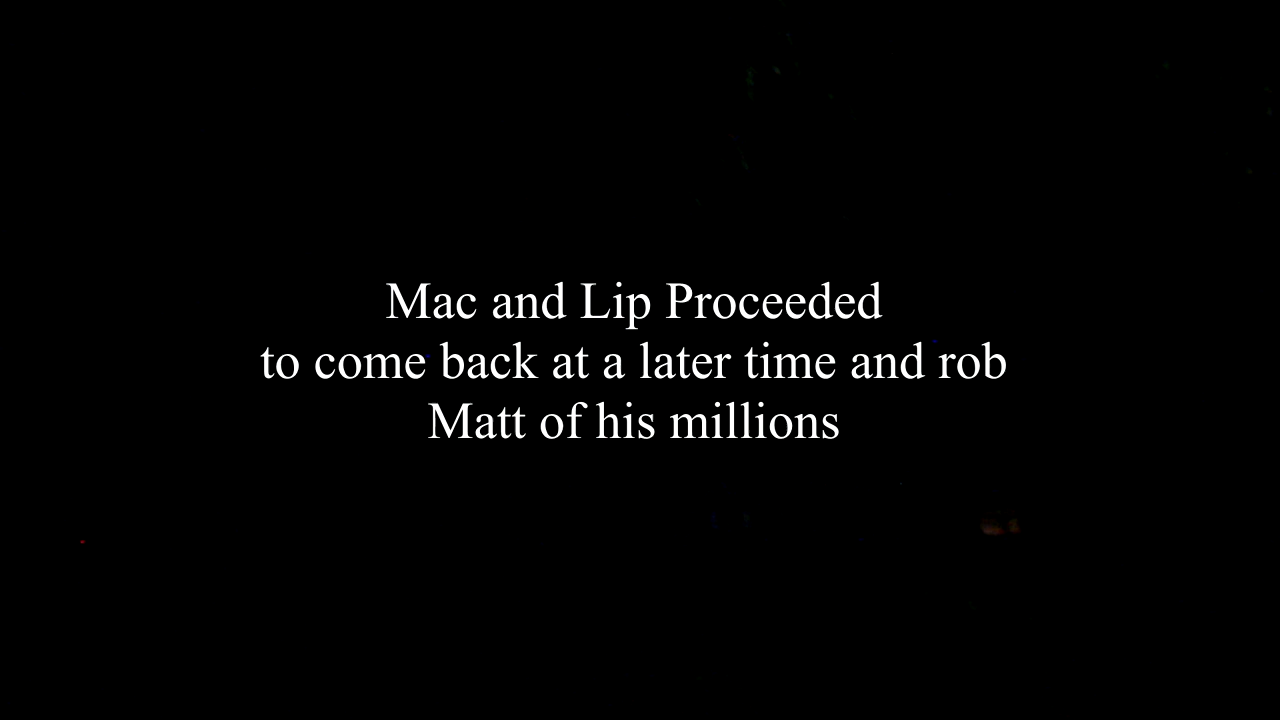 Mac and Lip Proceeded
to come back at a later time and rob
Matt of his millions